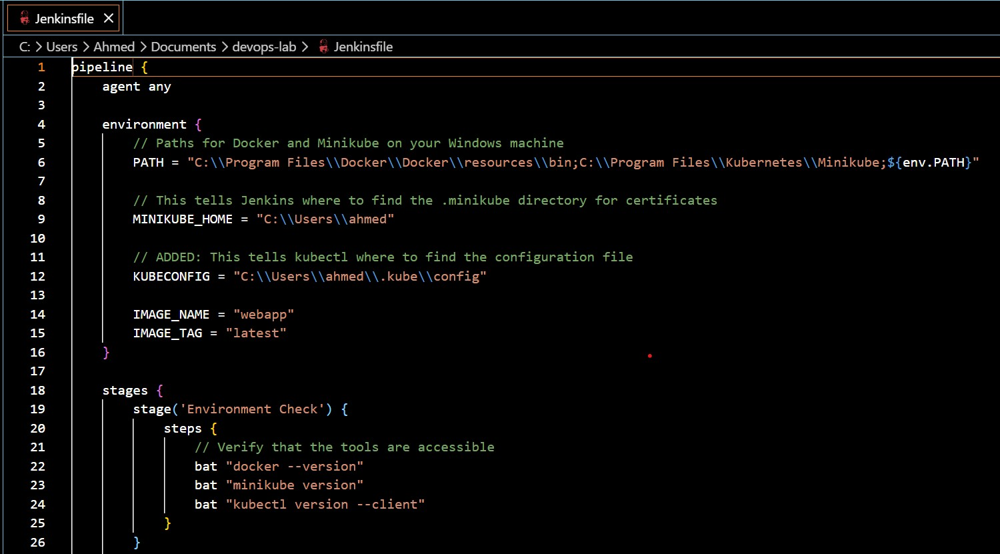 Jenkinsfile
C: > Users > Ahmed > Documents > devops-lab > Jenkinsfile
1 pipeline {
2     agent any
3
4     environment {
5         // Paths for Docker and Minikube on your Windows machine
6         PATH = "C:\\Program Files\\Docker\\Docker\\resources\\bin;C:\\Program Files\\Kubernetes\\Minikube;${env.PATH}"
7
8         // This tells Jenkins where to find the .minikube directory for certificates
9         MINIKUBE_HOME = "C:\\Users\\ahmed"
10
11         // ADDED: This tells kubectl where to find the configuration file
12         KUBECONFIG = "C:\\Users\\ahmed\\.kube\\config"
13
14         IMAGE_NAME = "webapp"
15         IMAGE_TAG = "latest"
16     }
17
18     stages {
19         stage('Environment Check') {
20             steps {
21                 // Verify that the tools are accessible
22                 bat "docker --version"
23                 bat "minikube version"
24                 bat "kubectl version --client"
25             }
26         }